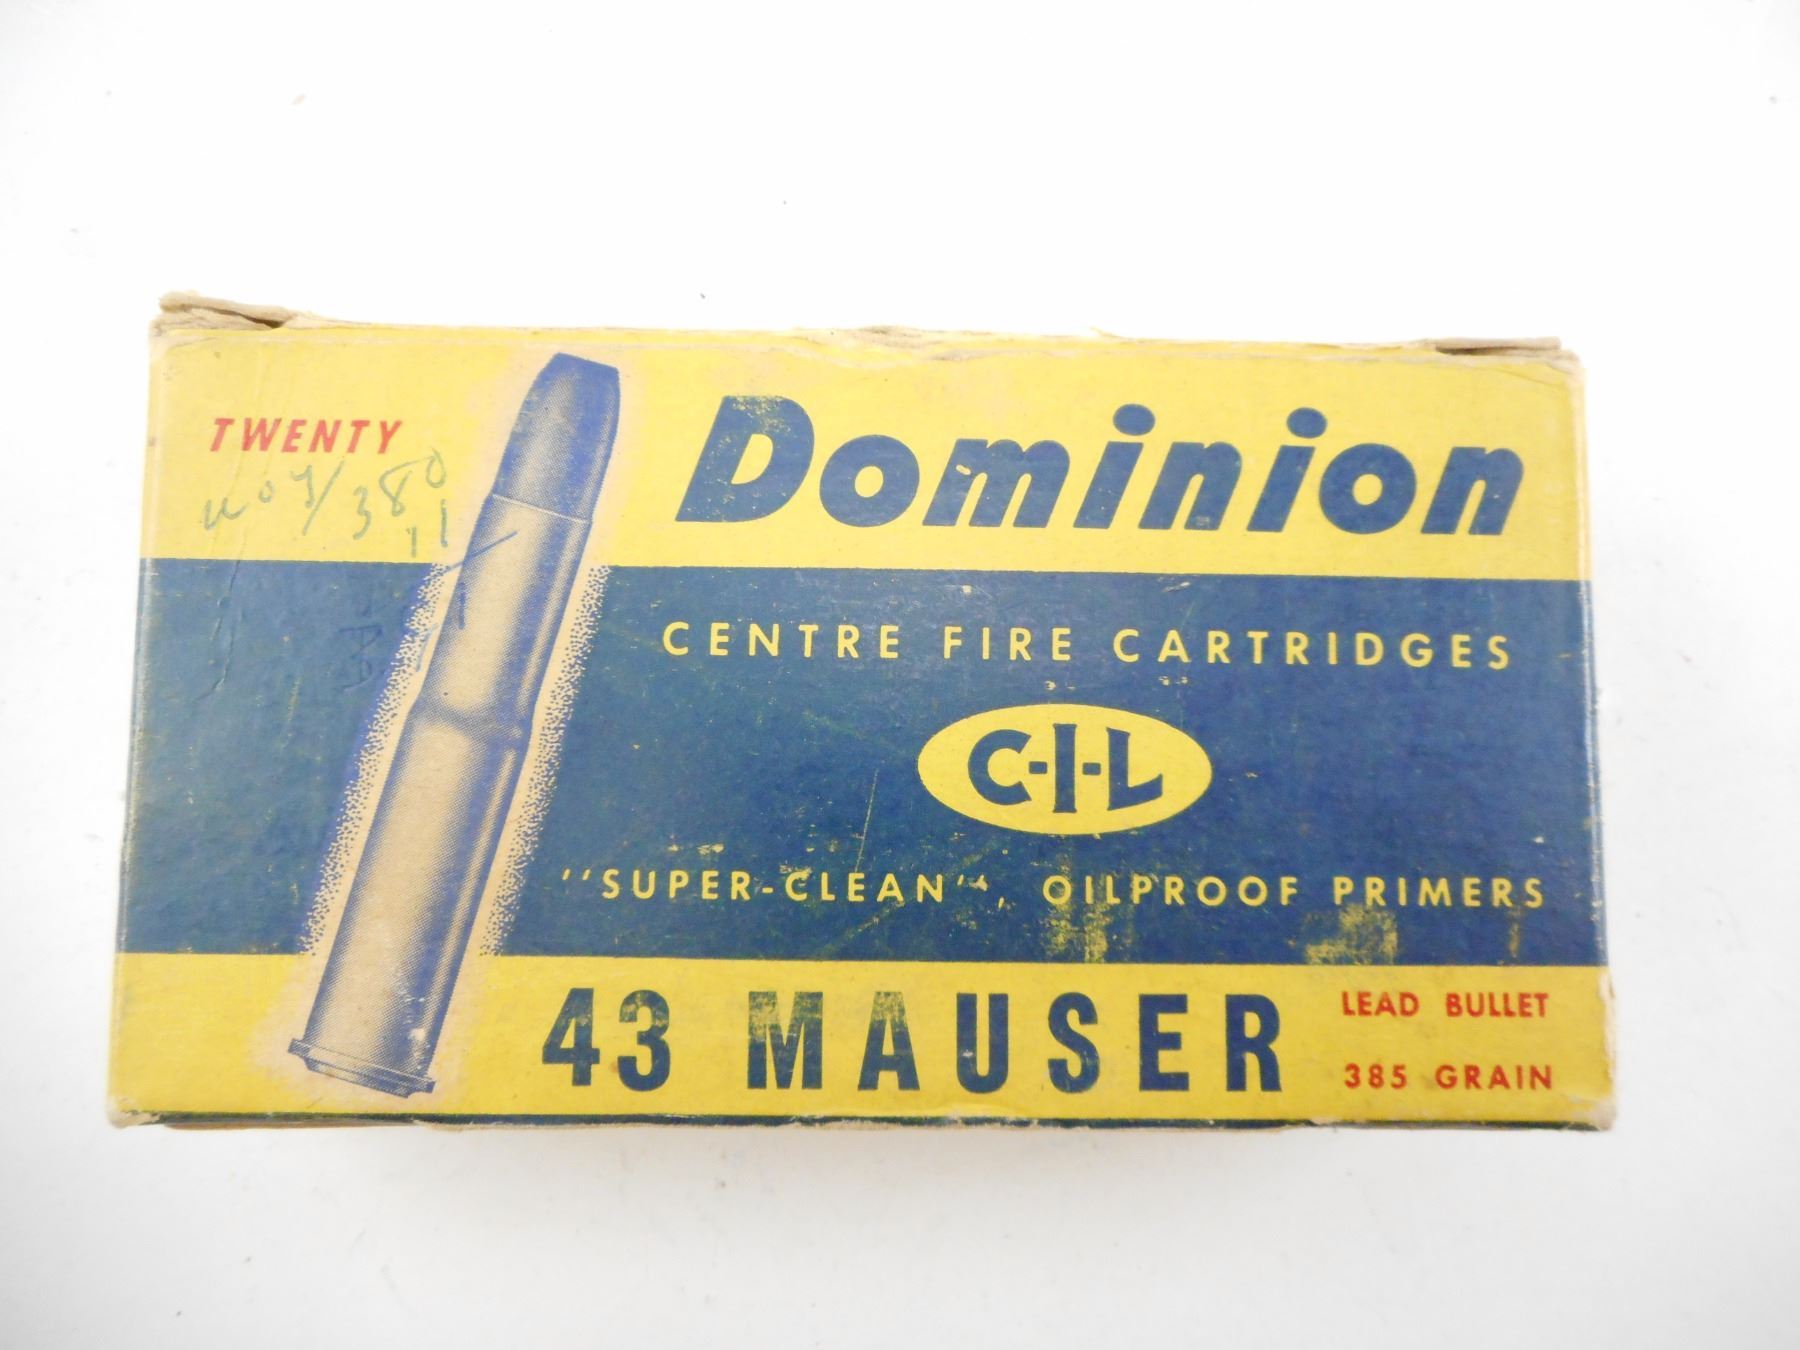 TWENTY
Dominion
CENTRE FIRE CARTRIDGES
C-I-L
''SUPER-CLEAN'', OILPROOF PRIMERS
43 MAUSER
LEAD BULLET
385 GRAIN